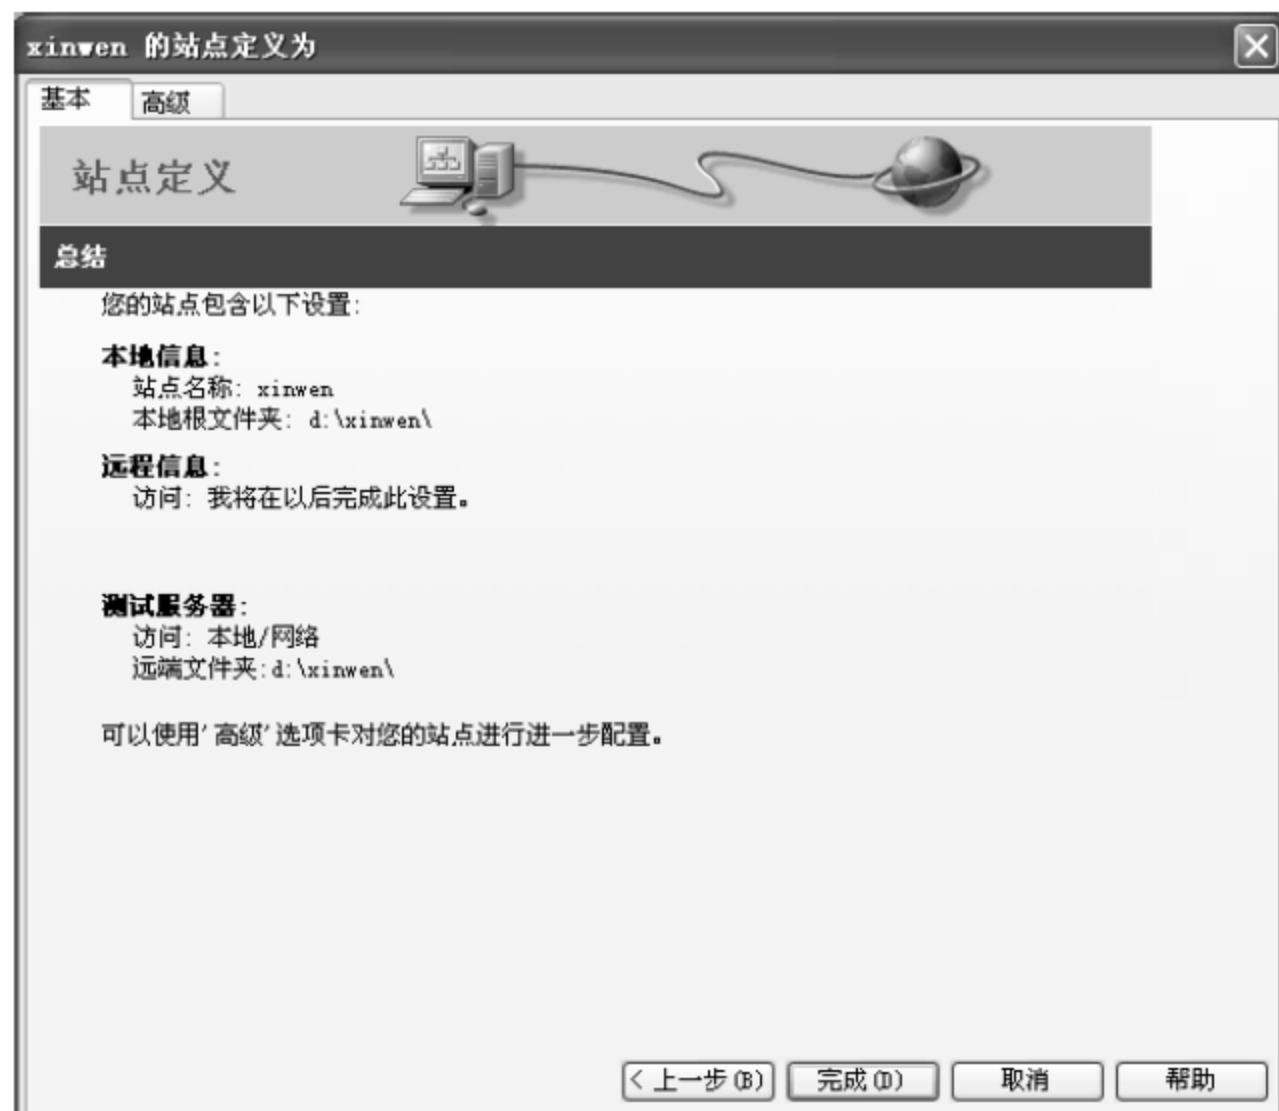 xinwen 的站点定义为
基本 高级
站点定义
总结
您的站点包含以下设置:
本地信息:
站点名称: xinwen
本地根文件夹: d:\xinwen\
远程信息:
访问: 我将在以后完成此设置。
测试服务器:
访问: 本地/网络
远端文件夹:d:\xinwen\
可以使用'高级'选项卡对您的站点进行进一步配置。
<上一步(B) 完成(D) 取消 帮助